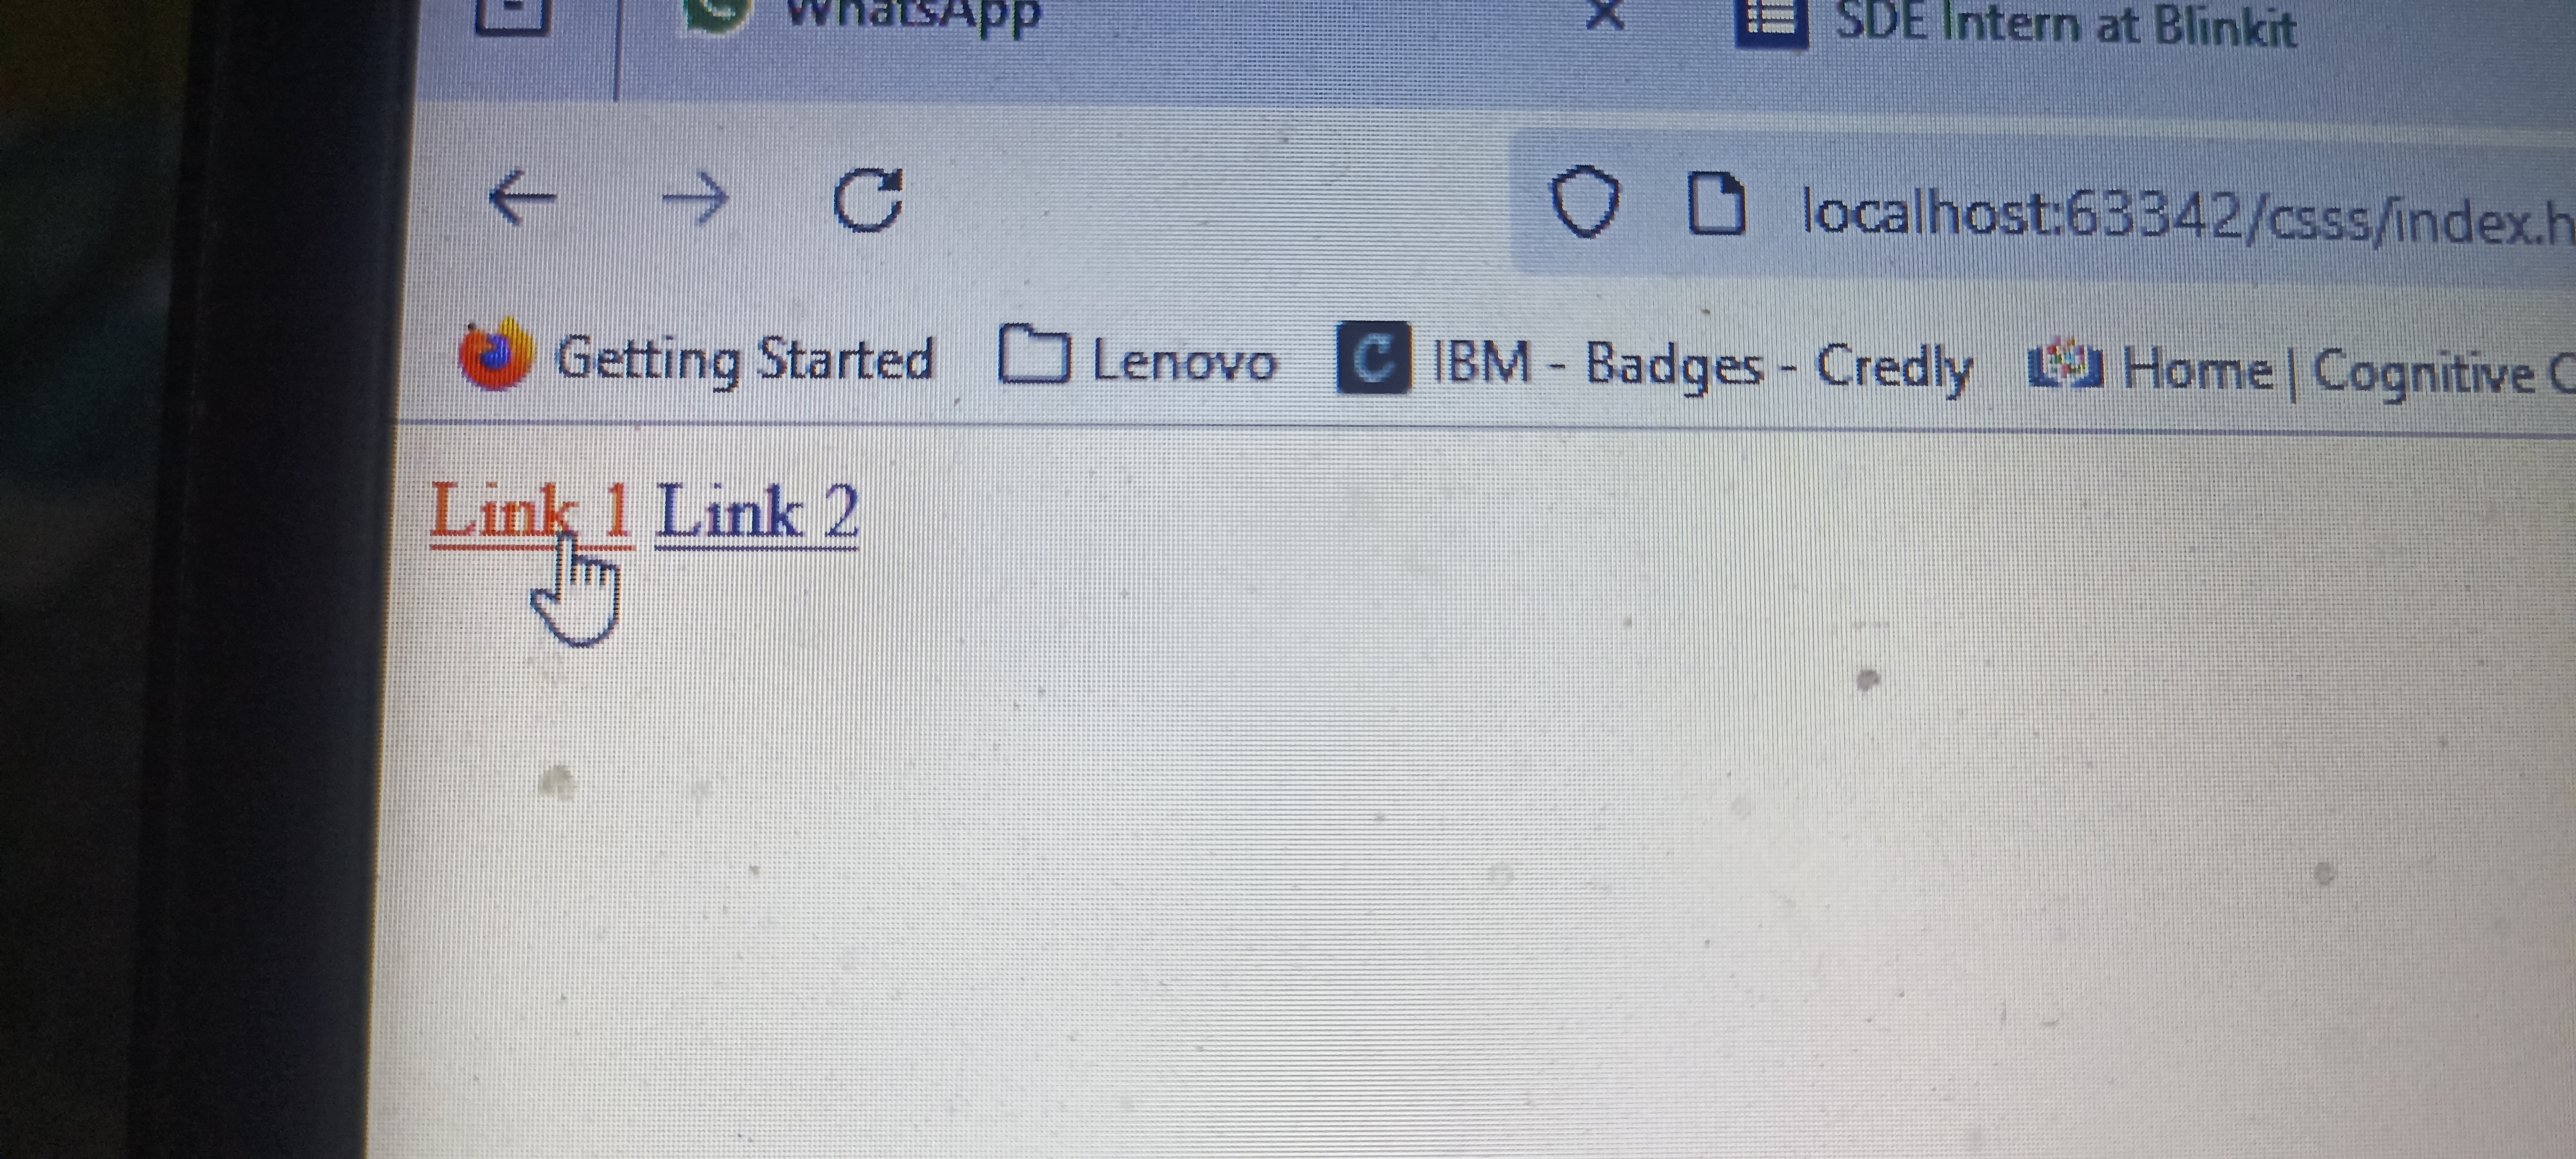 WhatsApp
SDE Intern at Blinkit
localhost:63342/csss/index.h
Getting Started
Lenovo
C IBM - Badges - Credly
Home | Cognitive C
Link 1 Link 2